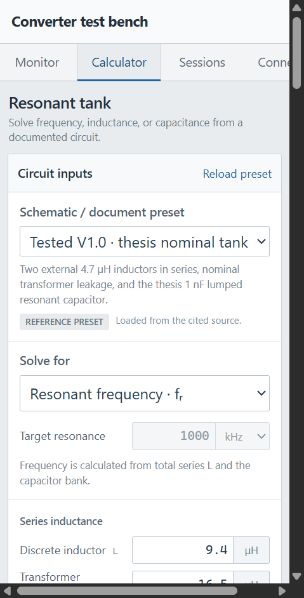 Converter test bench
Monitor Calculator Sessions
Resonant tank
Solve frequency, inductance, or capacitance from a
documented circuit.
Circuit inputs Reload preset
Schematic / document preset
Tested V1.0 · thesis nominal tank
Two external 4.7 µH inductors in series, nominal
transformer leakage, and the thesis 1 nF lumped
resonant capacitor.
REFERENCE PRESET Loaded from the cited source.
Solve for
Resonant frequency · fr
Target resonance 1000 kHz
Frequency is calculated from total series L and the
capacitor bank.
Series inductance
Discrete inductor L 9.4 µH
Transformer